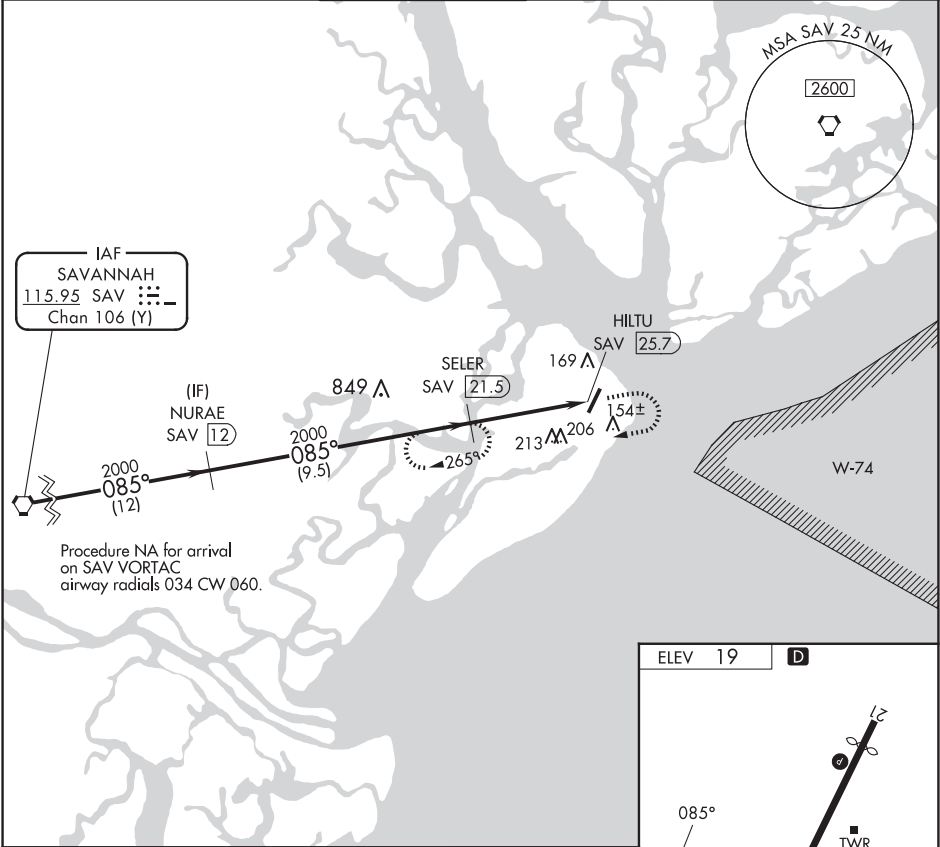 MSA SAV 25 NM
2600
IAF
SAVANNAH
115.95 SAV
Chan 106 (Y)
HILTU
SAV 25.7
169
SELER
SAV 21.5
849
(IF)
NURAE
SAV 12
154±
206
213
2000
085°
(9.5)
265°
2000
085°
(12)
W-74
Procedure NA for arrival
on SAV VORTAC
airway radials 034 CW 060.
ELEV 19 D
21
P
085°
TWR